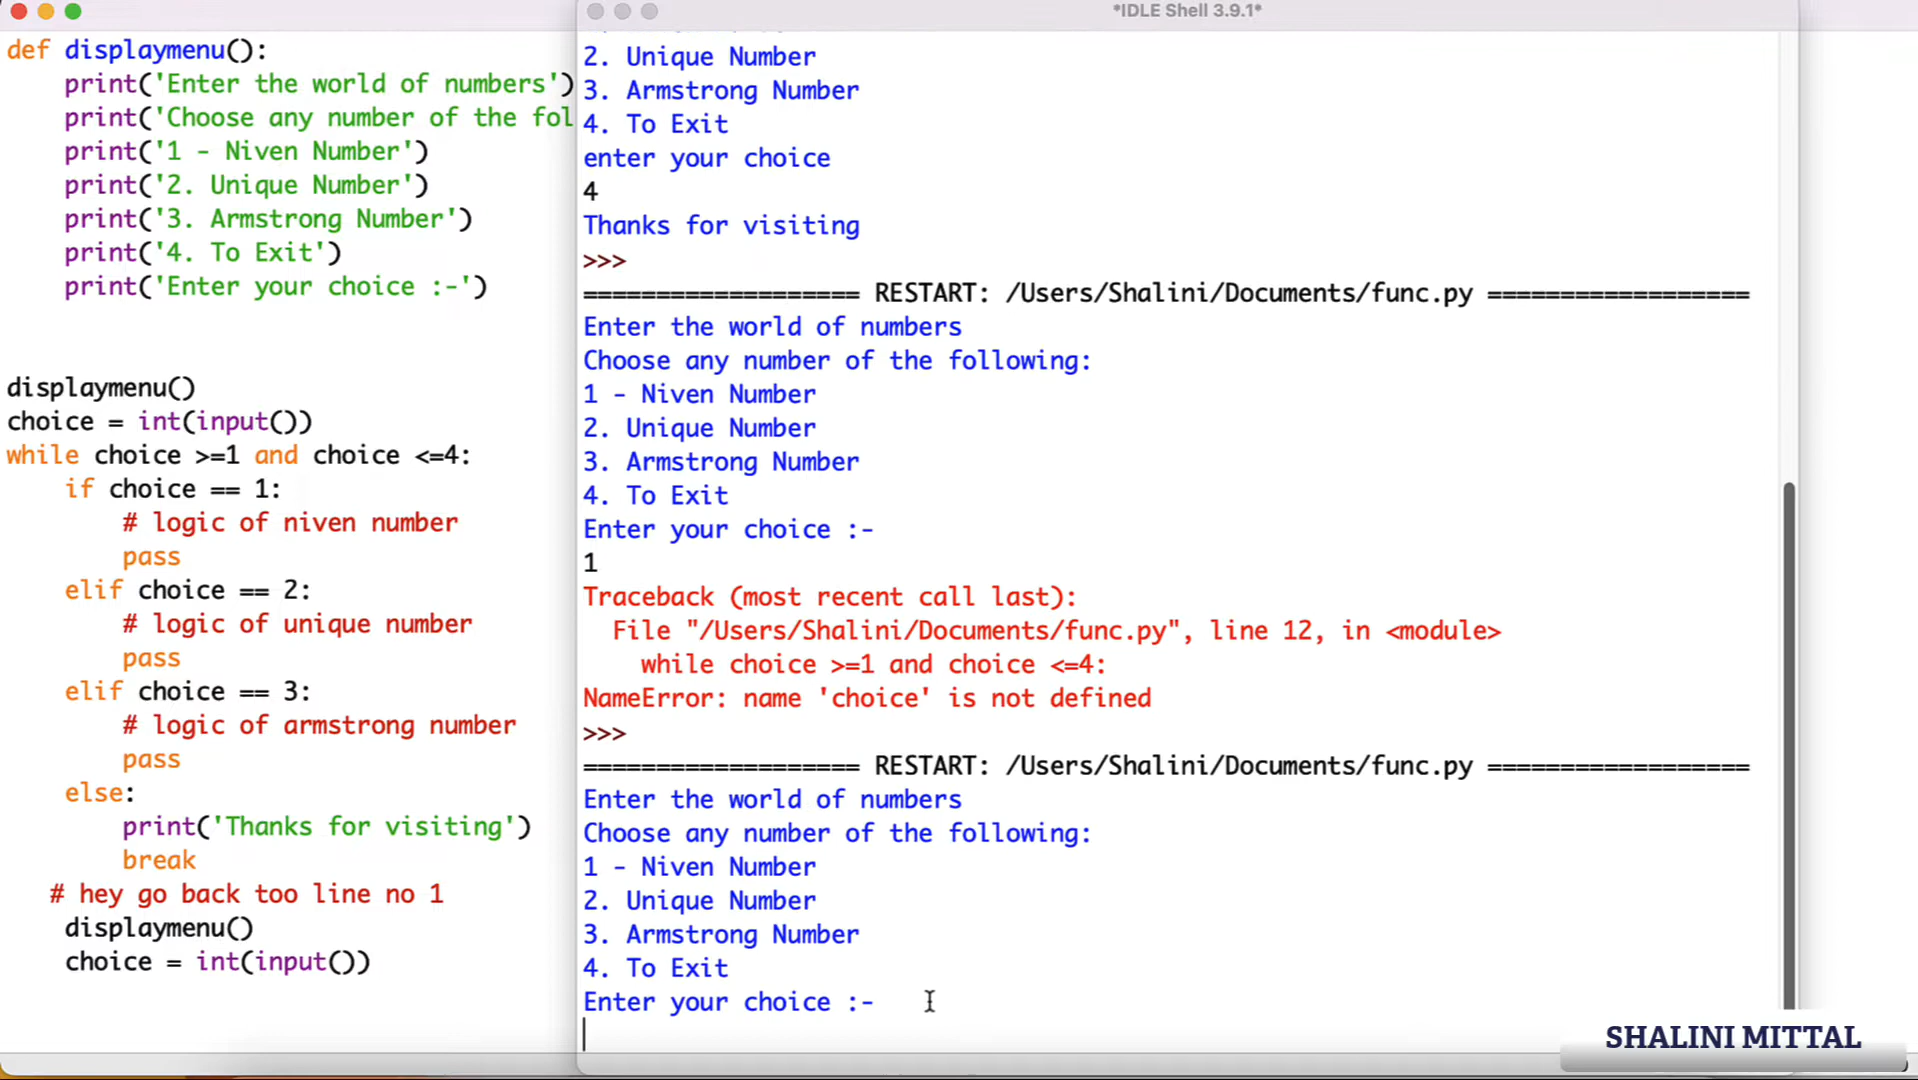 def displaymenu():
    print('Enter the world of numbers')
    print('Choose any number of the fol
    print('1 - Niven Number')
    print('2. Unique Number')
    print('3. Armstrong Number')
    print('4. To Exit')
    print('Enter your choice :-')
displaymenu()
choice = int(input())
while choice >=1 and choice <=4:
    if choice == 1:
        # logic of niven number
        pass
    elif choice == 2:
        # logic of unique number
        pass
    elif choice == 3:
        # logic of armstrong number
        pass
    else:
        print('Thanks for visiting')
        break
   # hey go back too line no 1
    displaymenu()
    choice = int(input())
*IDLE Shell 3.9.1*
2. Unique Number
3. Armstrong Number
4. To Exit
enter your choice
4
Thanks for visiting
>>>
=================== RESTART: /Users/Shalini/Documents/func.py ==================
Enter the world of numbers
Choose any number of the following:
1 - Niven Number
2. Unique Number
3. Armstrong Number
4. To Exit
Enter your choice :-
1
Traceback (most recent call last):
  File "/Users/Shalini/Documents/func.py", line 12, in <module>
    while choice >=1 and choice <=4:
NameError: name 'choice' is not defined
>>>
=================== RESTART: /Users/Shalini/Documents/func.py ==================
Enter the world of numbers
Choose any number of the following:
1 - Niven Number
2. Unique Number
3. Armstrong Number
4. To Exit
Enter your choice :-
SHALINI MITTAL